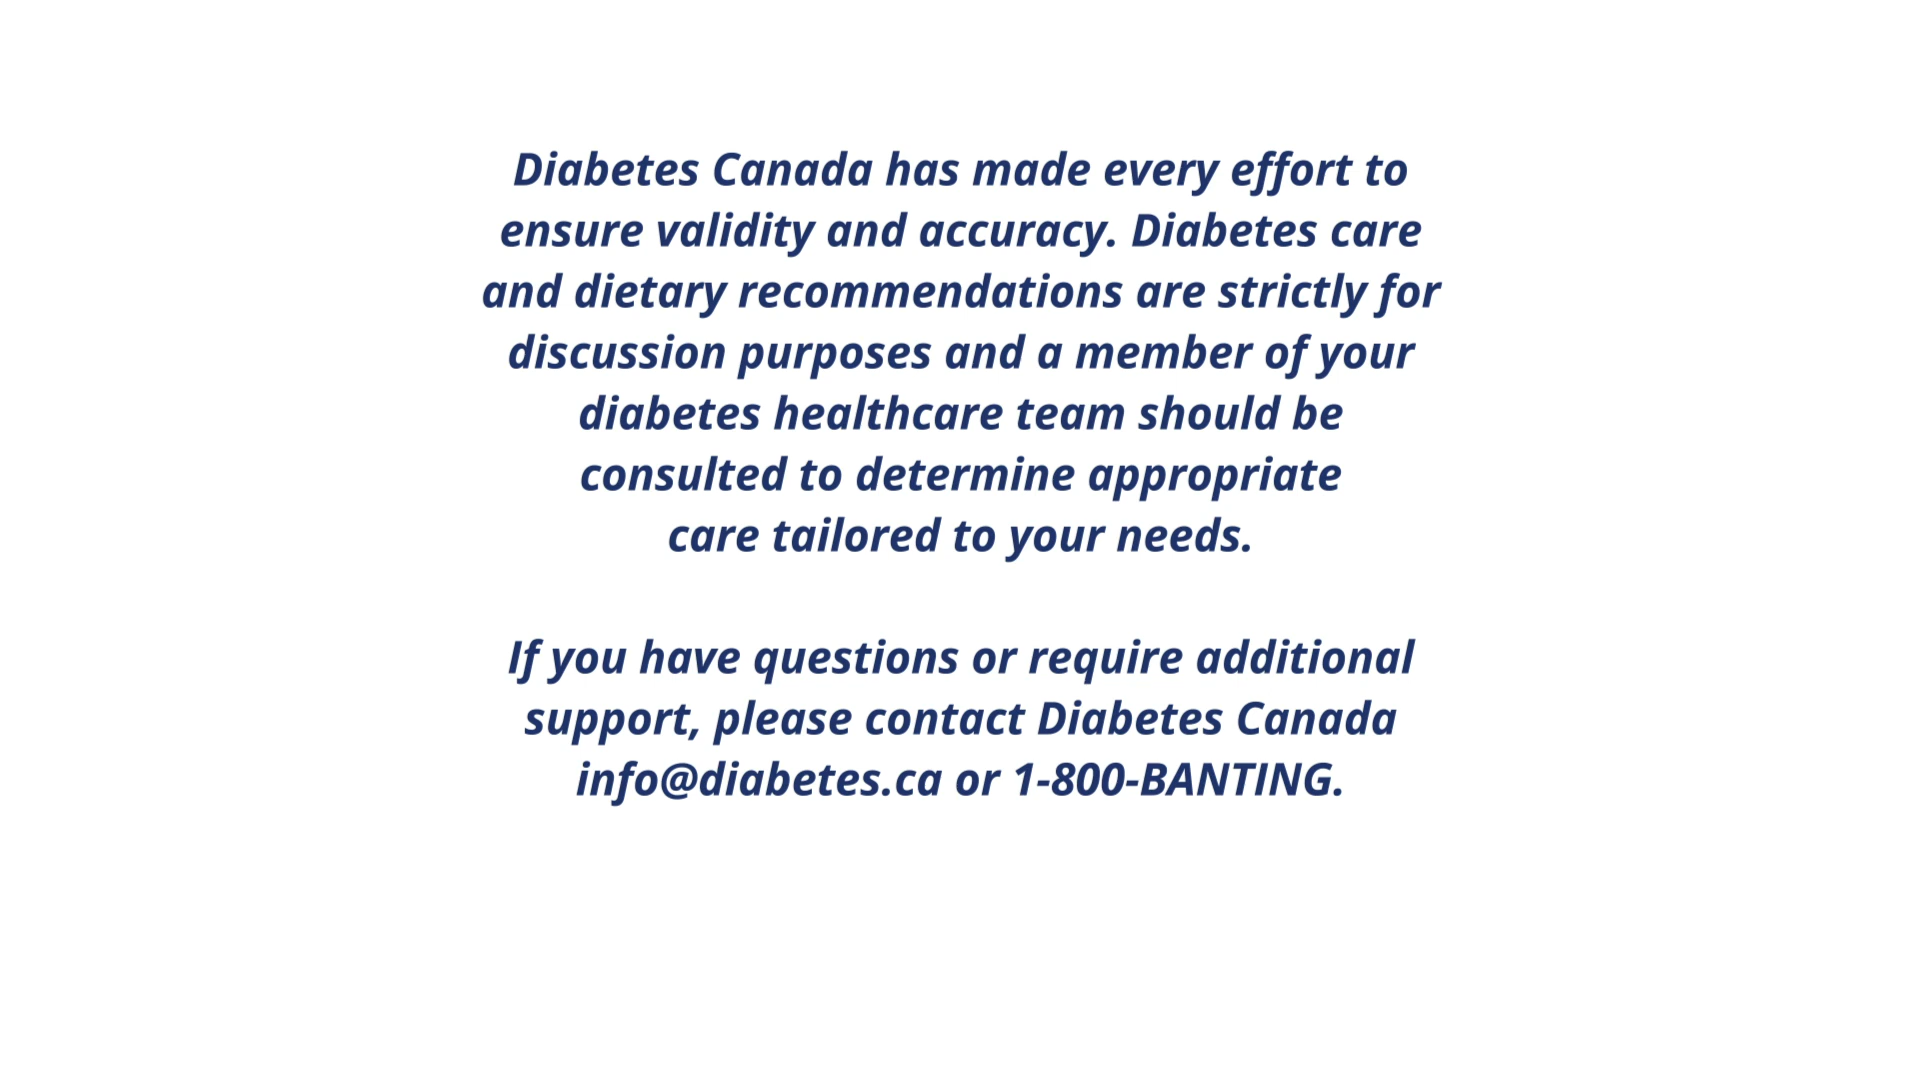 Diabetes Canada has made every effort to
ensure validity and accuracy. Diabetes care
and dietary recommendations are strictly for
discussion purposes and a member of your
diabetes healthcare team should be
consulted to determine appropriate
care tailored to your needs.
If you have questions or require additional
support, please contact Diabetes Canada
info@diabetes.ca or 1-800-BANTING.